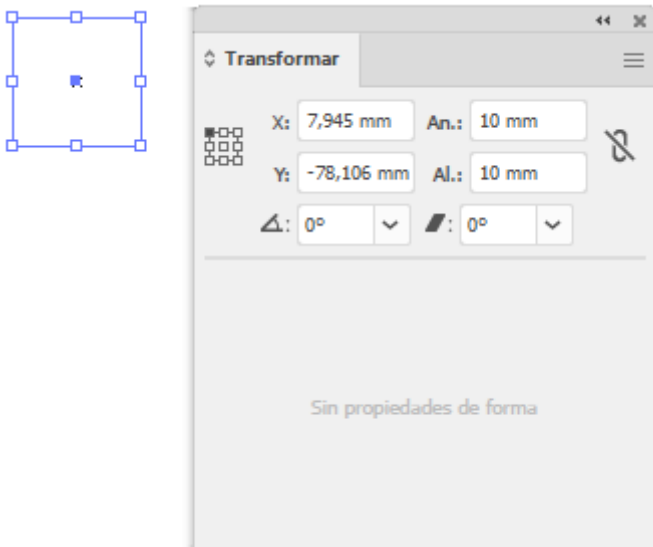 Transformar
X: 7,945 mm An.: 10 mm
Y: -78,106 mm Al.: 10 mm
: 0° : 0°
Sin propiedades de forma